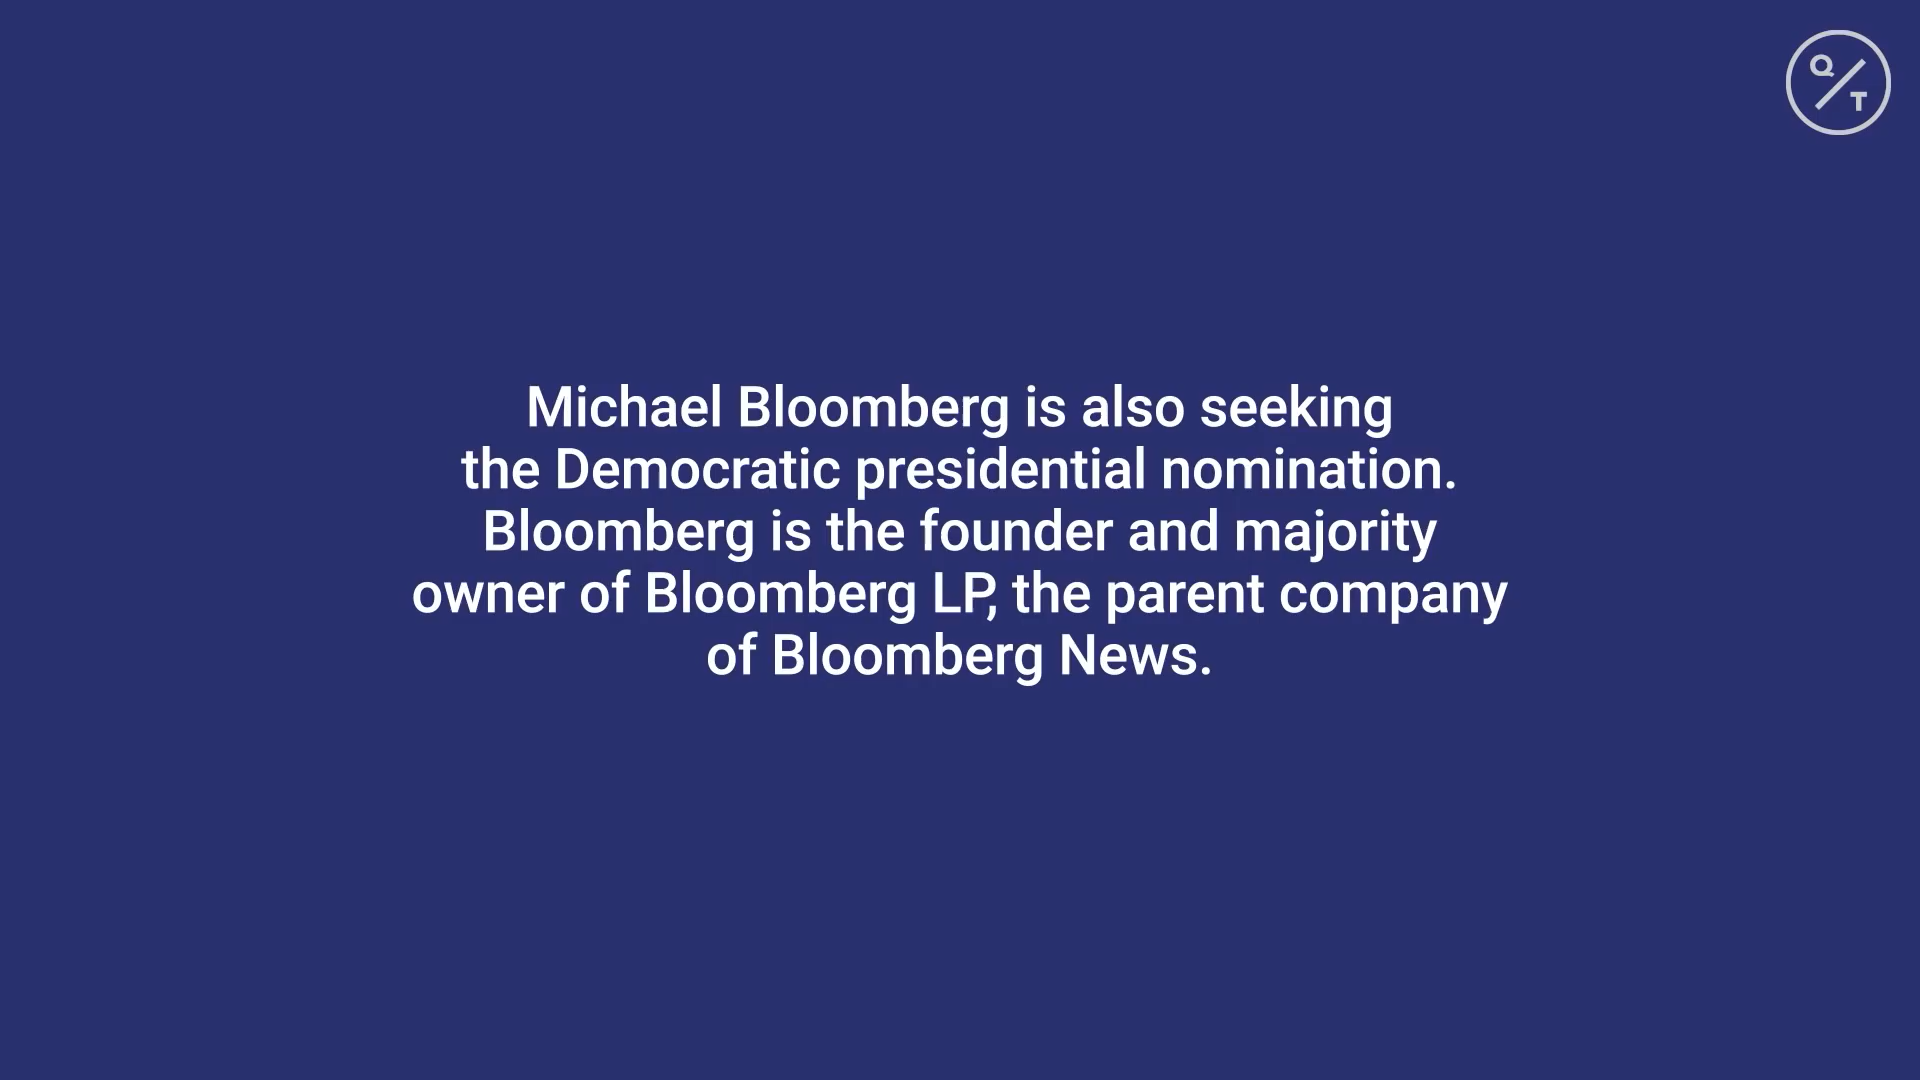 Q/T
Michael Bloomberg is also seeking
the Democratic presidential nomination.
Bloomberg is the founder and majority
owner of Bloomberg LP, the parent company
of Bloomberg News.